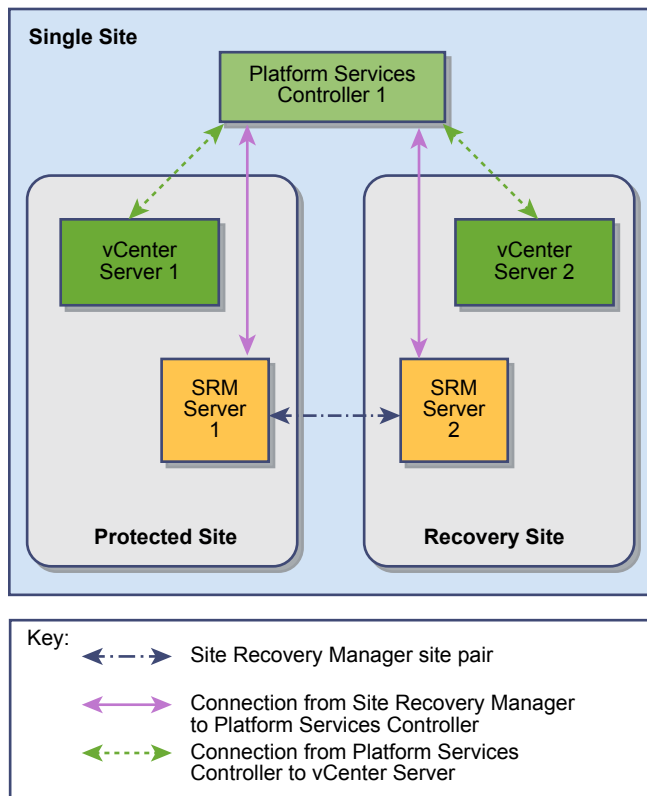 Single Site
Platform Services
Controller 1
vCenter
Server 1
vCenter
Server 2
SRM
Server
1
SRM
Server
2
Protected Site
Recovery Site
Key:
Site Recovery Manager site pair
Connection from Site Recovery Manager
to Platform Services Controller
Connection from Platform Services
Controller to vCenter Server